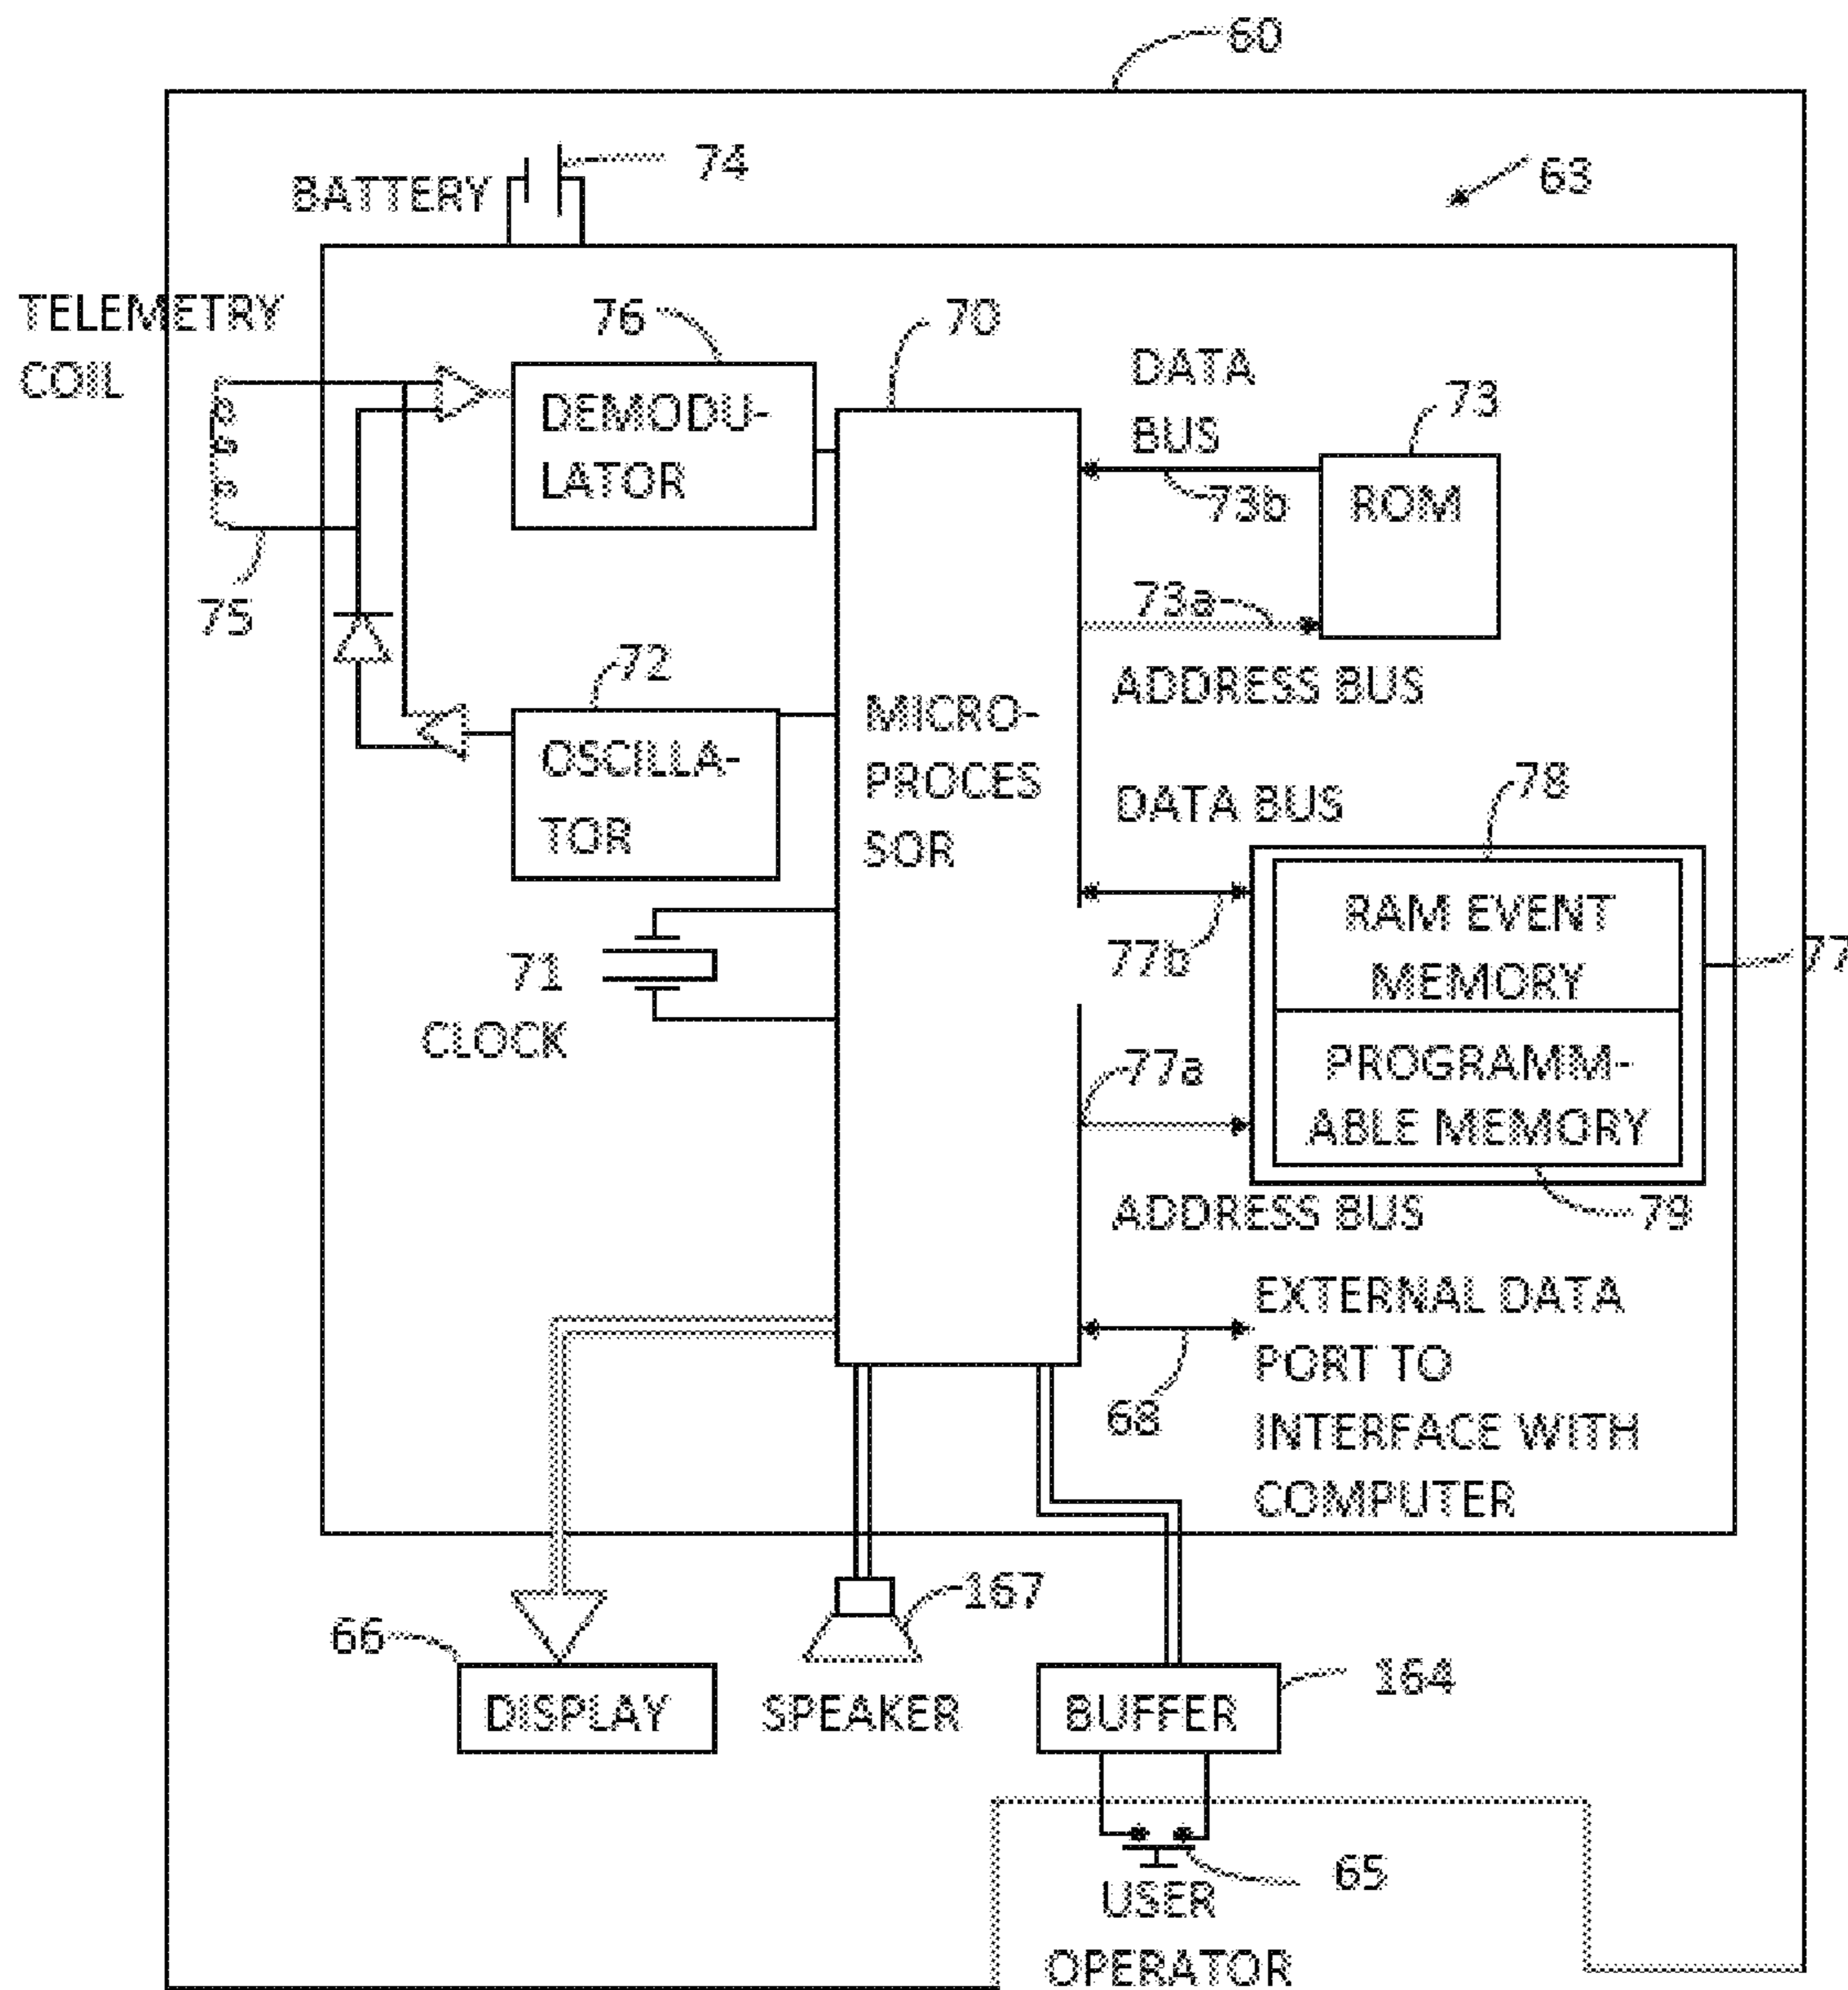 60
BATTERY
74
63
TELEMETRY
COIL
76
70
DATA
BUS
73
DEMODU-
LATOR
73b
ROM
75
73a
ADDRESS BUS
72
MICRO-
PROCES
SOR
OSCILLA-
TOR
DATA BUS
78
RAM EVENT
MEMORY
77b
77
71
CLOCK
PROGRAMM-
ABLE MEMORY
77a
ADDRESS BUS
79
EXTERNAL DATA
PORT TO
INTERFACE WITH
COMPUTER
68
167
66
DISPLAY
SPEAKER
BUFFER
164
65
USER
OPERATOR